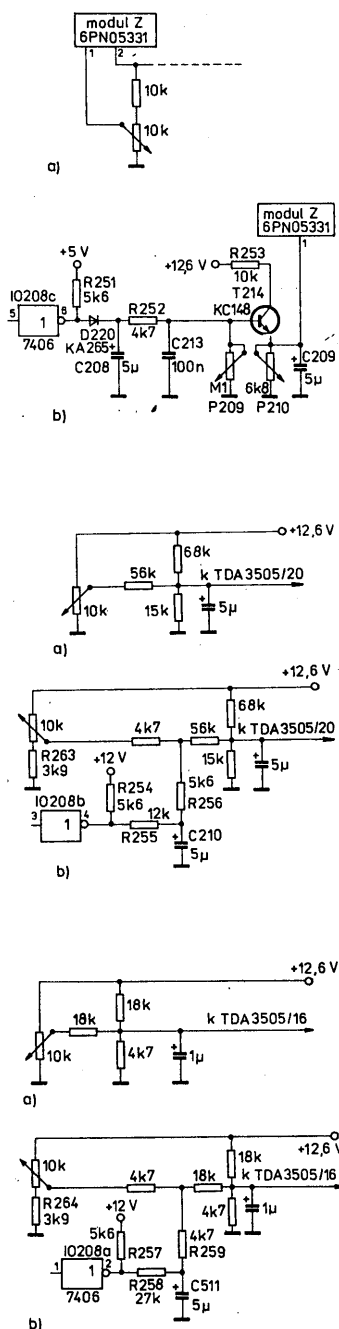 modul Z
6PN05331
1 2
10k
10k
a)
modul Z
6PN05331
1
+5 V
+12,6 V
R253
10k
R251
5k6
T214
KC148
IO208c
5 1 6
7406
D220
KA265
R252
4k7
C208
5µ
C213
100n
M1
P209
6k8
P210
C209
5µ
b)
+12,6 V
68k
56k
k TDA3505/20
10k
15k
5µ
a)
+12,6 V
10k
68k
4k7
56k
k TDA3505/20
R263
3k9
+12 V
15k
5µ
IO208b
R254
5k6
5k6
R256
3 1 4
12k
R255
C210
5µ
b)
+12,6 V
18k
18k
k TDA3505/16
10k
4k7
1µ
a)
+12,6 V
10k
18k
4k7
18k
k TDA3505/16
R264
3k9
+12 V
4k7
1µ
5k6
R257
4k7
R259
IO208a
1 1 2
7406
R258
27k
C511
5µ
b)